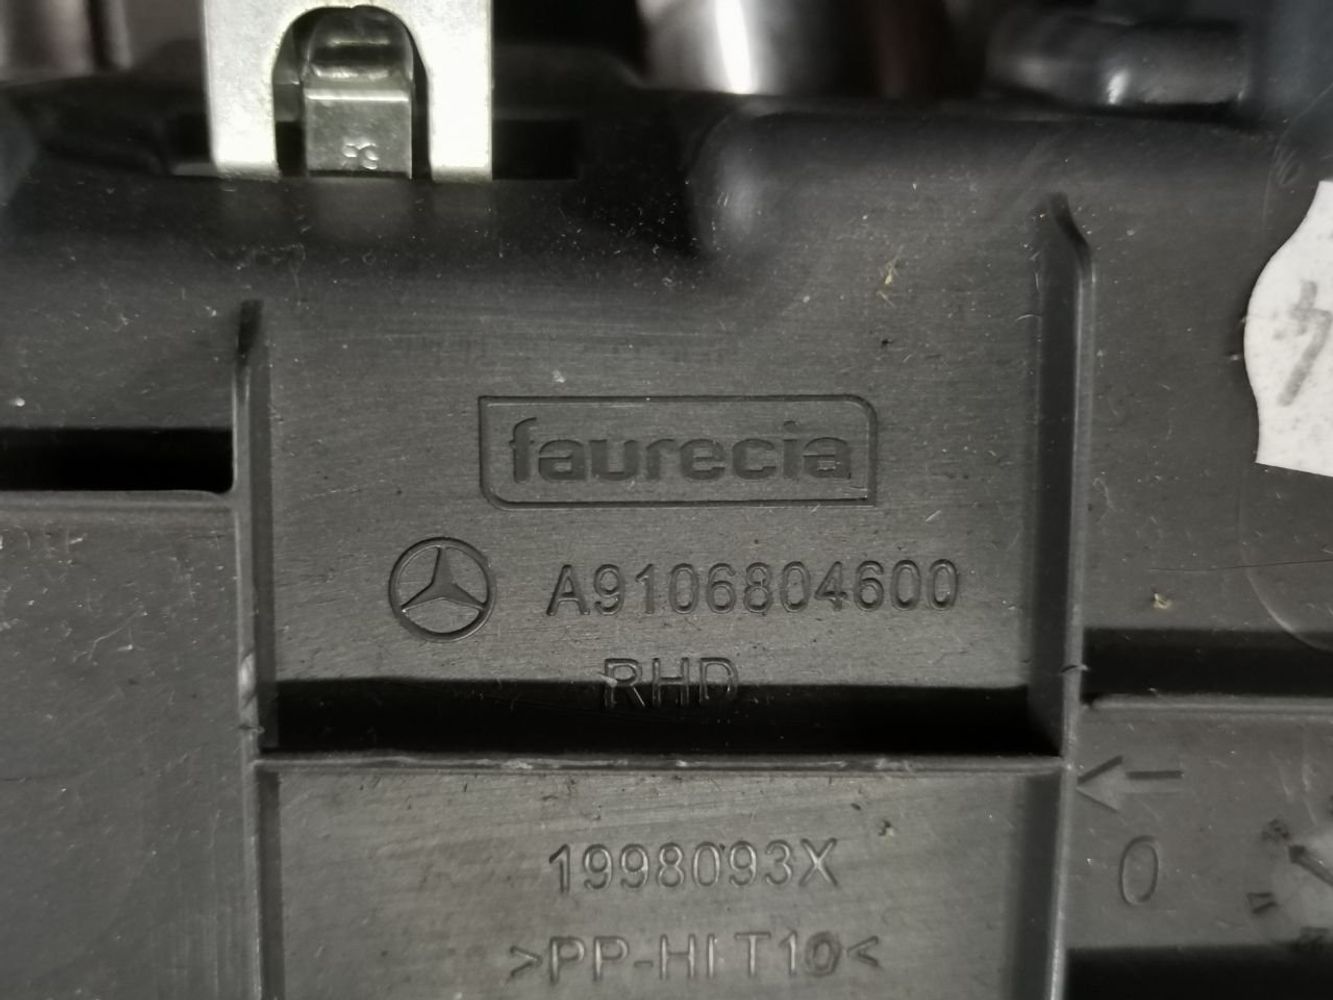 faurecia
A9106804600
RHD
1998093X
0
>PP-HI T10<